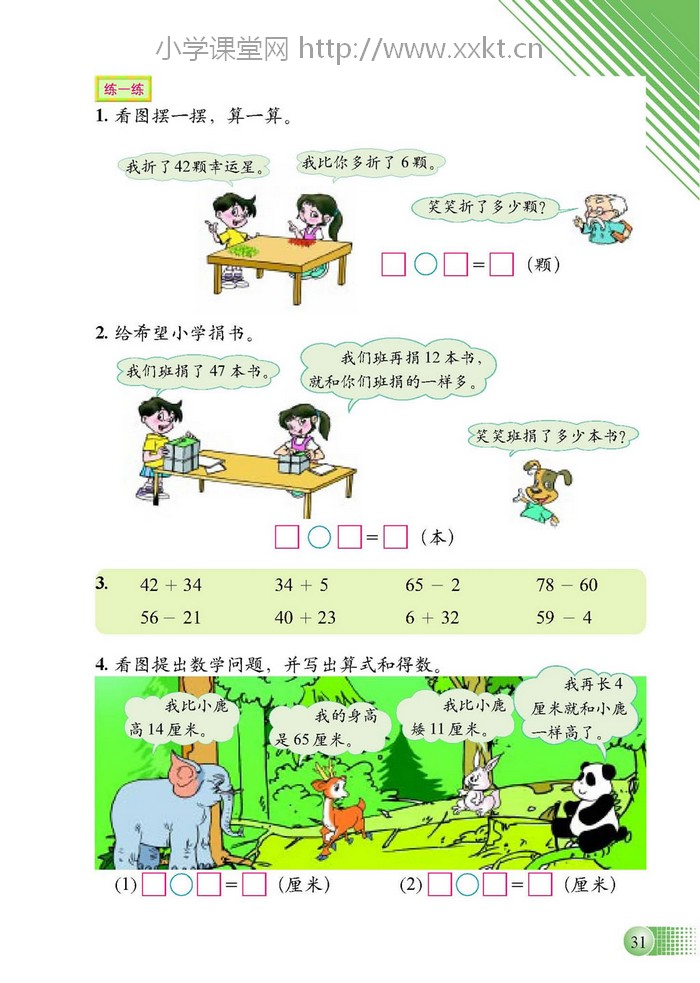 小学课堂网 http://www.xxkt.cn
练一练
1. 看图摆一摆，算一算。
我折了42颗幸运星。
我比你多折了6颗。
笑笑折了多少颗？
□○□=□（颗）
2. 给希望小学捐书。
我们班捐了47本书。
我们班再捐12本书，
就和你们班捐的一样多。
笑笑班捐了多少本书？
□○□=□（本）
3. 42 + 34 34 + 5 65 － 2 78 － 60
56 － 21 40 + 23 6 + 32 59 － 4
4. 看图提出数学问题，并写出算式和得数。
我比小鹿
高14厘米。
我的身高
是65厘米。
我比小鹿
矮11厘米。
我再长4
厘米就和小鹿
一样高了。
(1) □○□=□（厘米） (2) □○□=□（厘米）
31